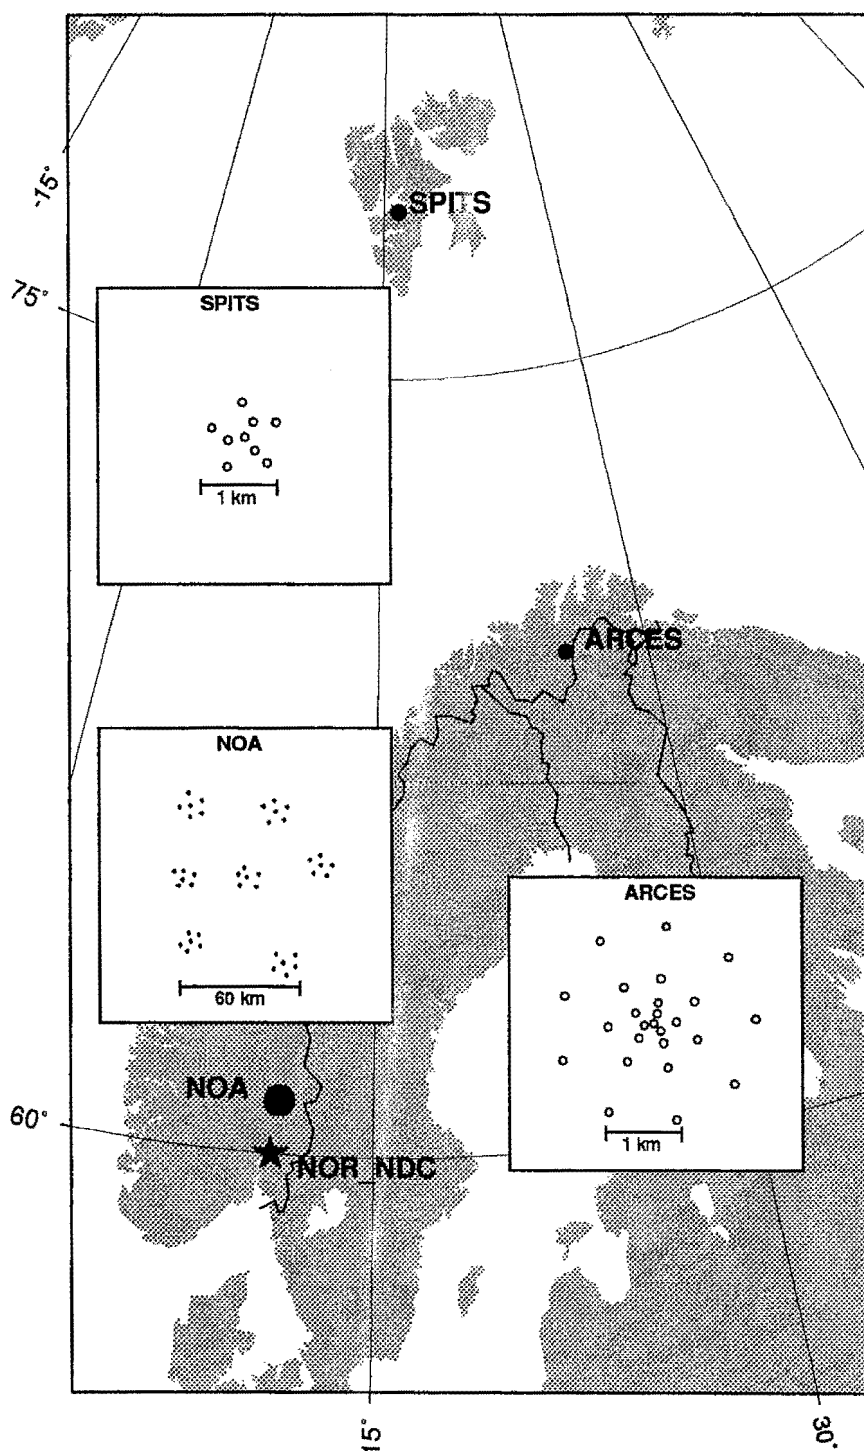 -15°
SPITS
75°
SPITS
1 km
ARCES
NOA
60 km
ARCES
1 km
NOA
60°
NOR_NDC
15°
30°